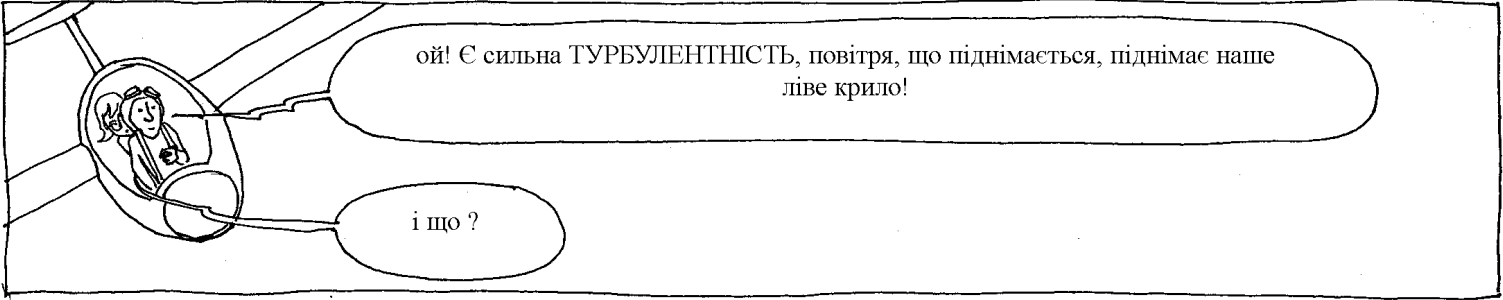 ой! Є сильна ТУРБУЛЕНТНІСТЬ, повітря, що піднімається, піднімає наше
ліве крило!
і що ?